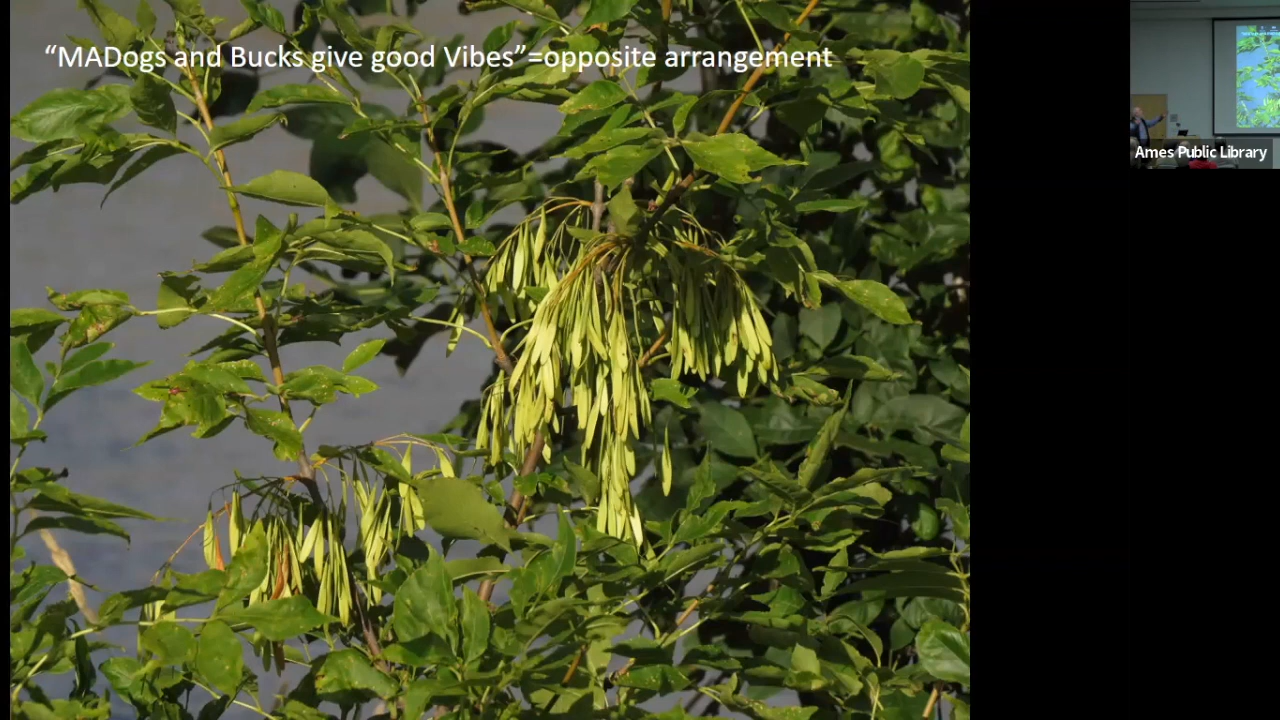 “MADogs and Bucks give good Vibes”=opposite arrangement
Ames Public Library